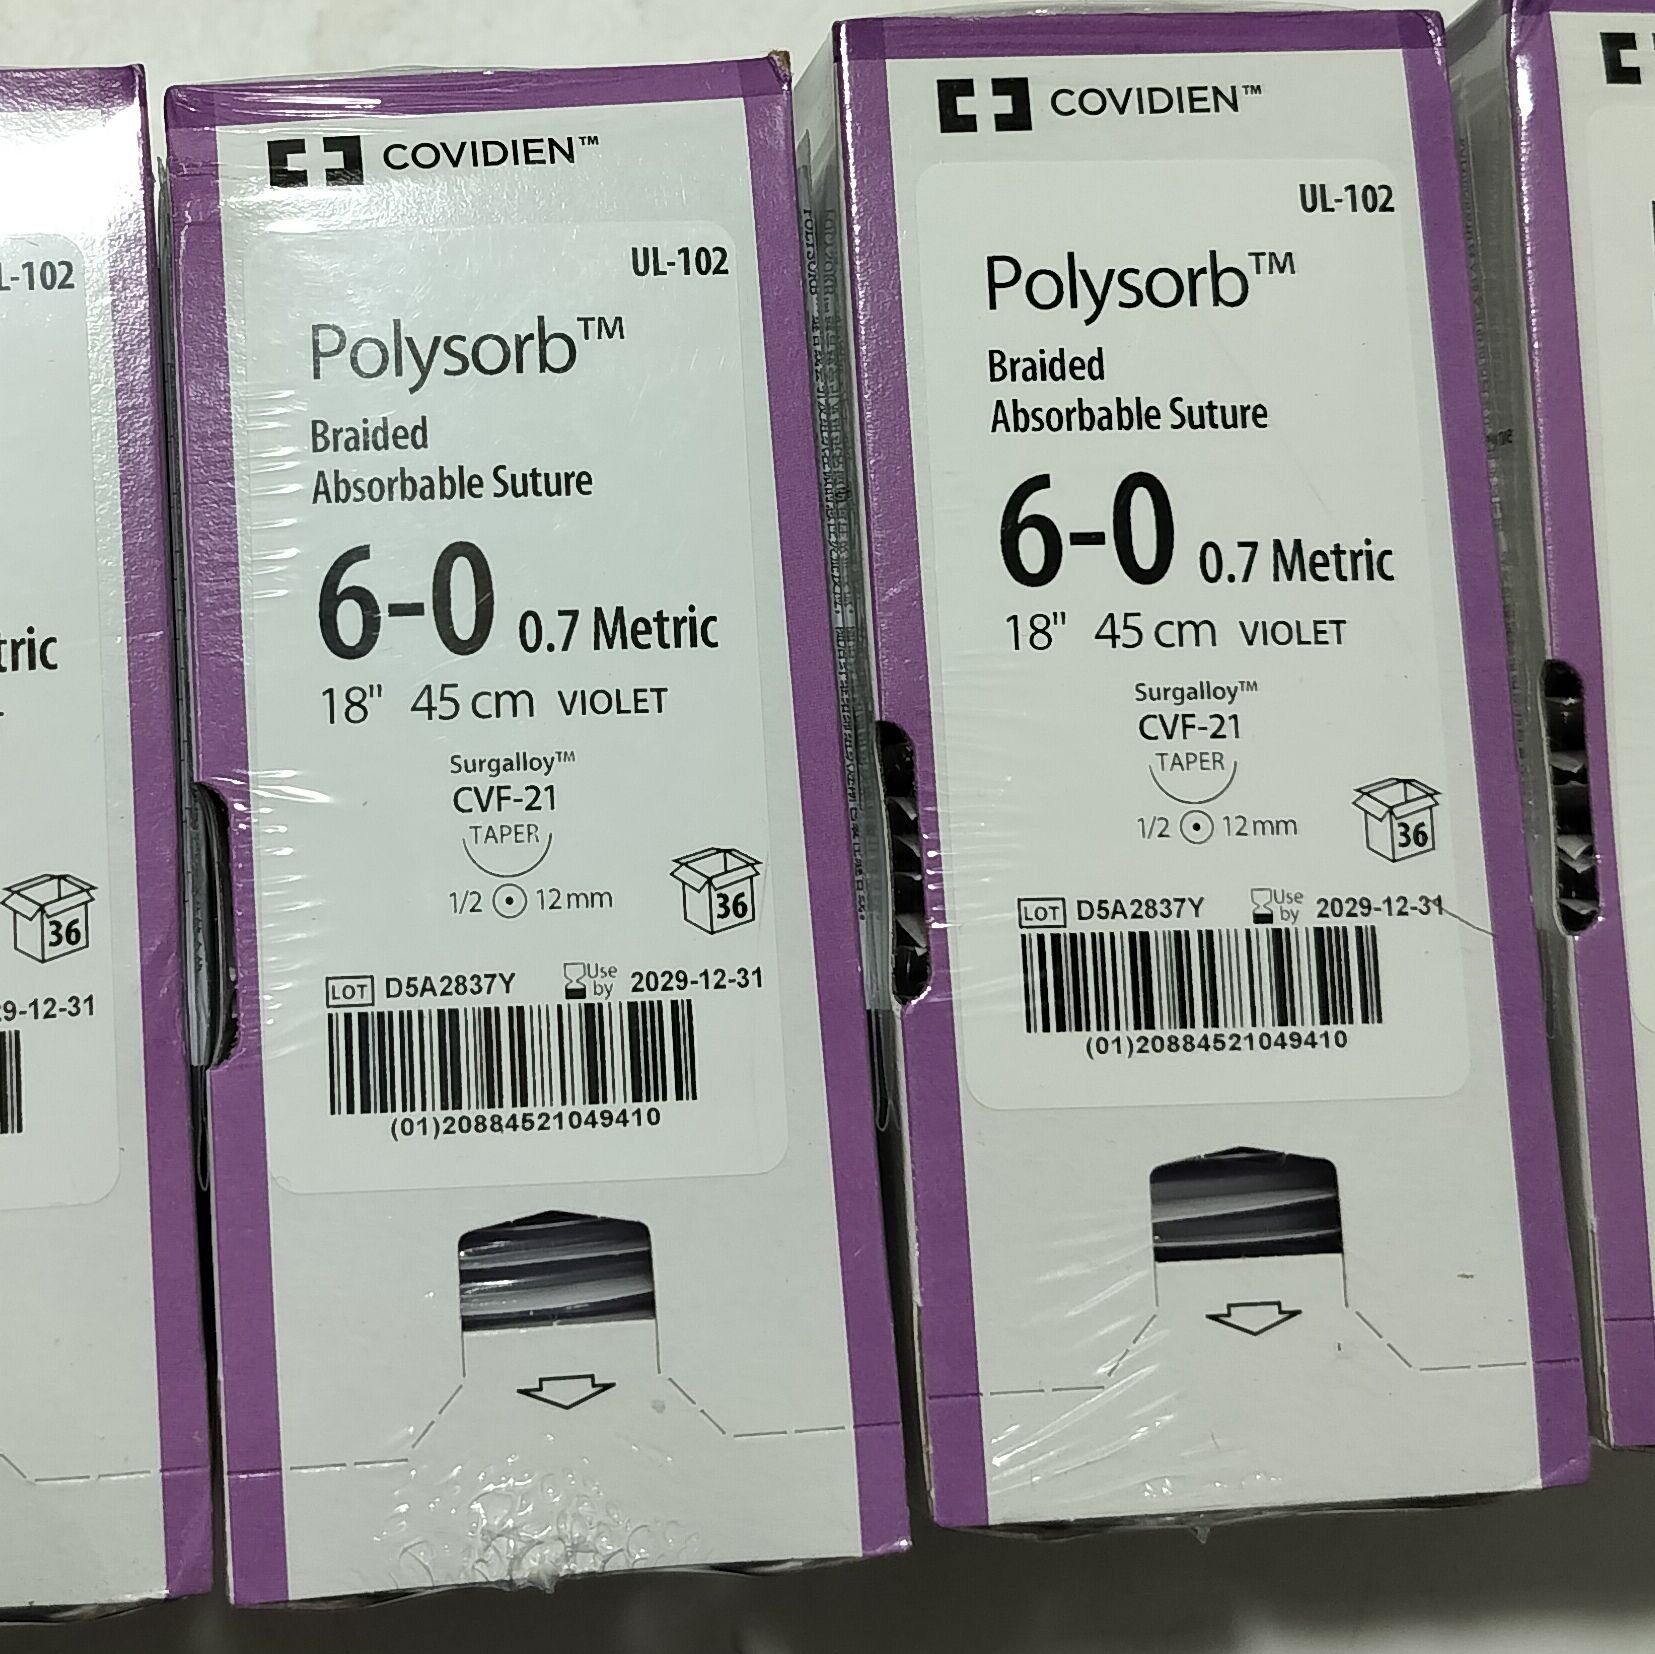 L-102
tric
36
9-12-31
COVIDIEN™
UL-102
Polysorb™
Braided
Absorbable Suture
6-0 0.7 Metric
18" 45 cm VIOLET
Surgalloy™
CVF-21
TAPER
1/2 12mm
36
LOT D5A2837Y Use by 2029-12-31
(01)20884521049410
COVIDIEN™
UL-102
Polysorb™
Braided
Absorbable Suture
6-0 0.7 Metric
18" 45 cm VIOLET
Surgalloy™
CVF-21
TAPER
1/2 12mm
36
LOT D5A2837Y Use by 2029-12-31
(01)20884521049410